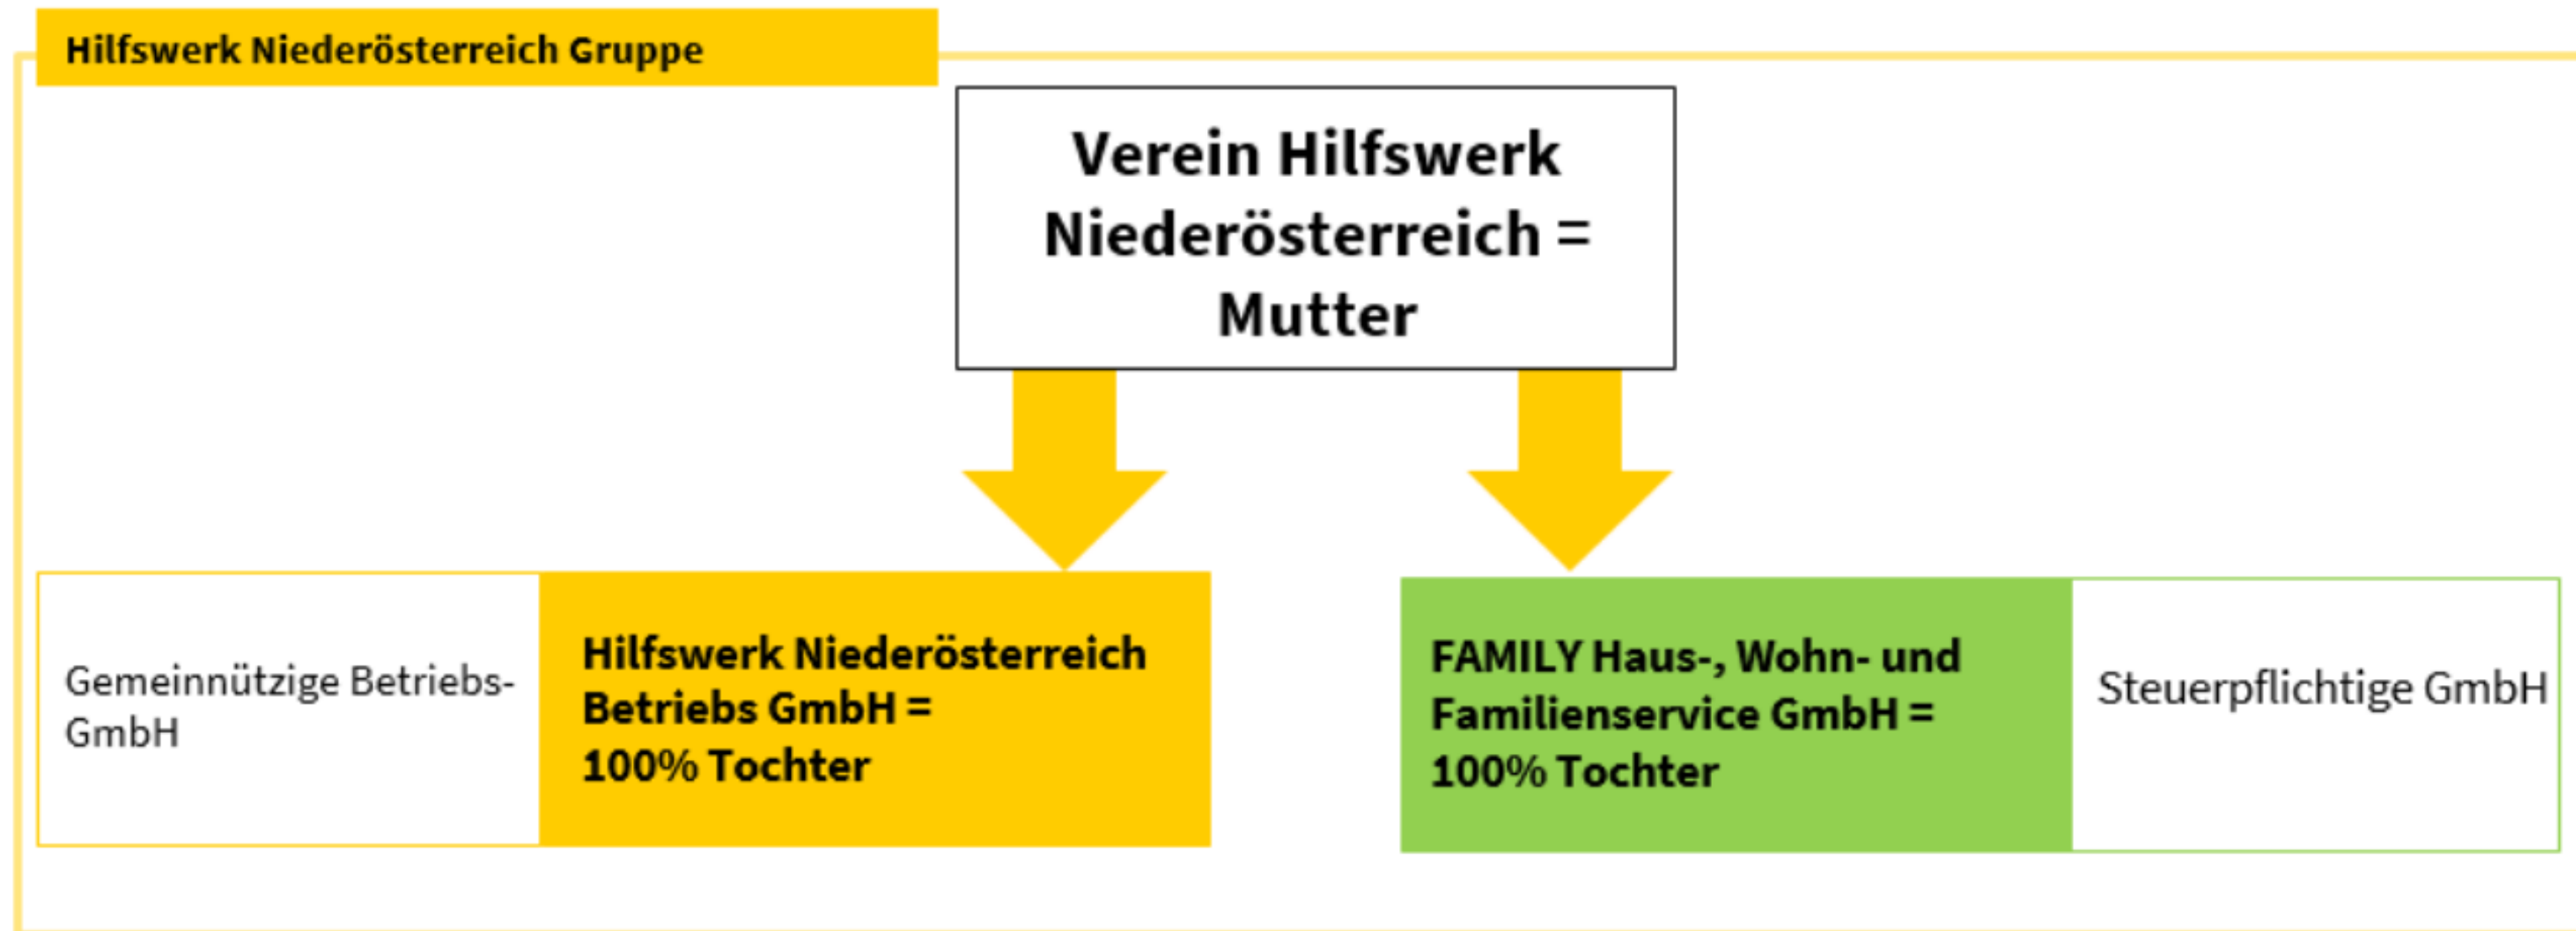 Hilfswerk Niederösterreich Gruppe
Verein Hilfswerk
Niederösterreich =
Mutter
Gemeinnützige Betriebs-
GmbH
Hilfswerk Niederösterreich
Betriebs GmbH =
100% Tochter
FAMILY Haus-, Wohn- und
Familienservice GmbH =
100% Tochter
Steuerpflichtige GmbH